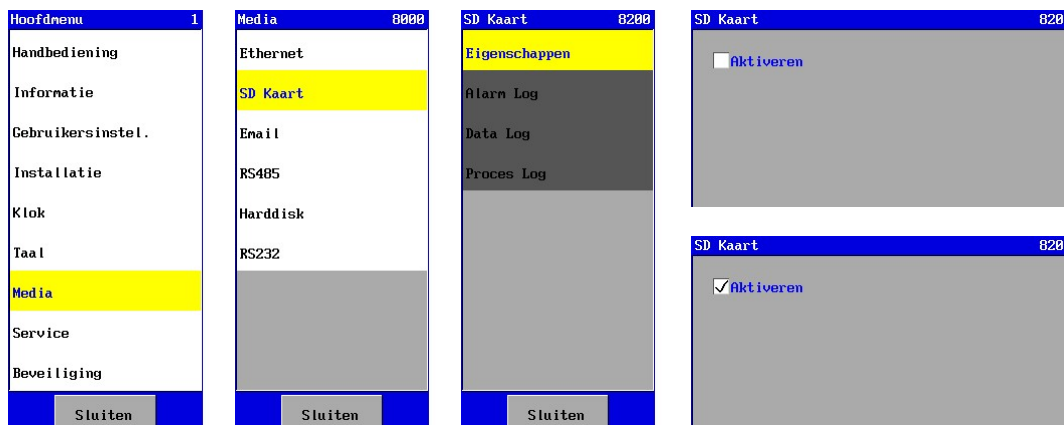 Hoofdmenu 1
Handbediening
Informatie
Gebruikersinstel.
Installatie
Klok
Taal
Media
Service
Beveiliging
Sluiten
Media 8000
Ethernet
SD Kaart
Email
RS485
Harddisk
RS232
Sluiten
SD Kaart 8200
Eigenschappen
Alarm Log
Data Log
Proces Log
Sluiten
SD Kaart 820
Aktiveren
SD Kaart 820
Aktiveren